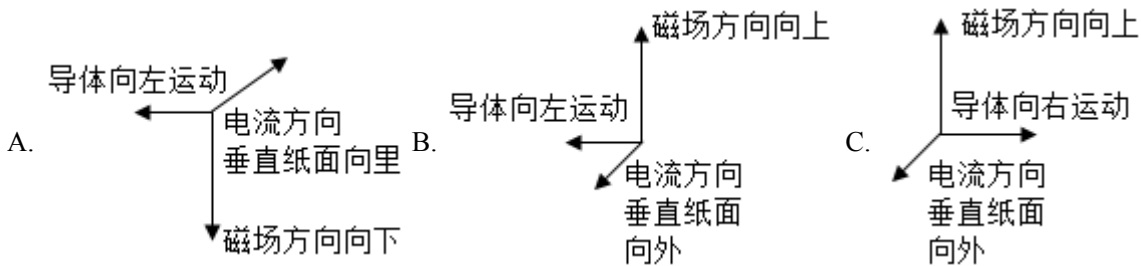 A.
导体向左运动
电流方向
垂直纸面向里
磁场方向向下
B.
磁场方向向上
导体向左运动
电流方向
垂直纸面
向外
C.
磁场方向向上
导体向右运动
电流方向
垂直纸面
向外